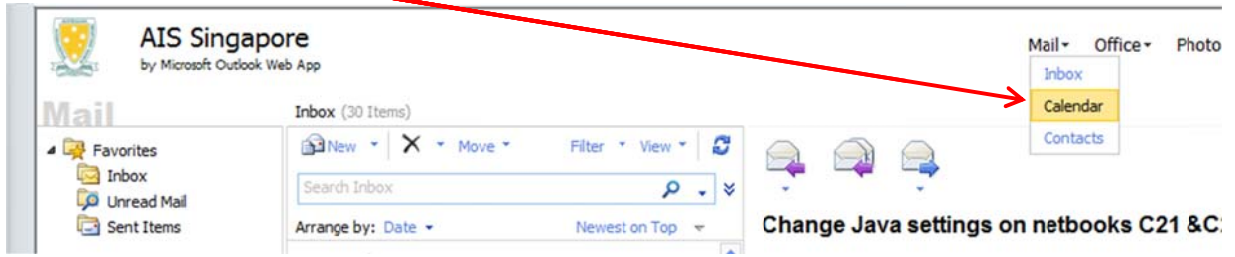 AIS Singapore
by Microsoft Outlook Web App
Mail Office Photo
Inbox
Calendar
Contacts
Mail
Inbox (30 Items)
Favorites
Inbox
Unread Mail
Sent Items
New Move Filter View
Search Inbox
Arrange by: Date Newest on Top
Change Java settings on netbooks C21 &C